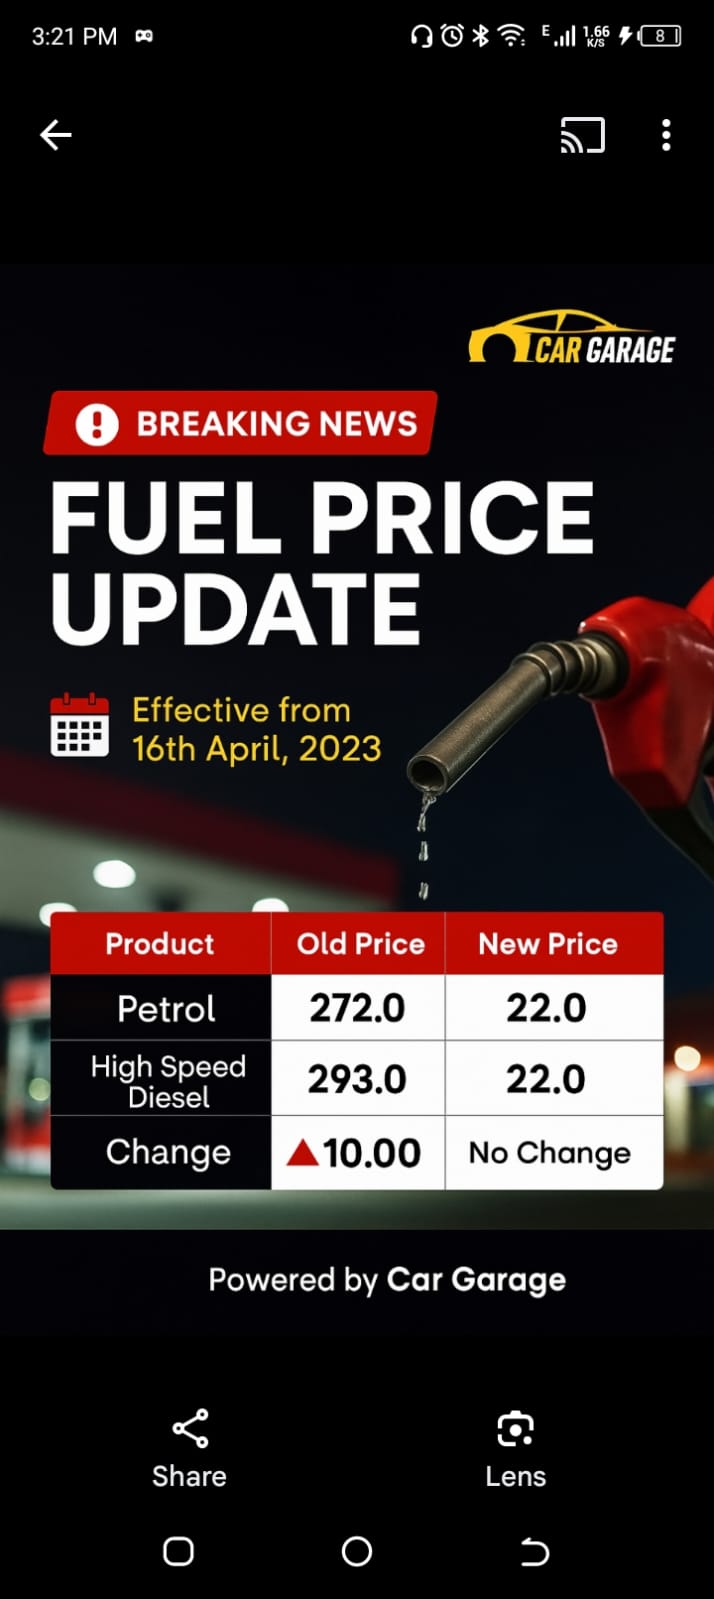 3:21 PM
E 1.66 K/S 8
CAR GARAGE
BREAKING NEWS
FUEL PRICE
UPDATE
Effective from
16th April, 2023
Product Old Price New Price
Petrol 272.0 22.0
High Speed
Diesel 293.0 22.0
Change ▲10.00 No Change
Powered by Car Garage
Share Lens